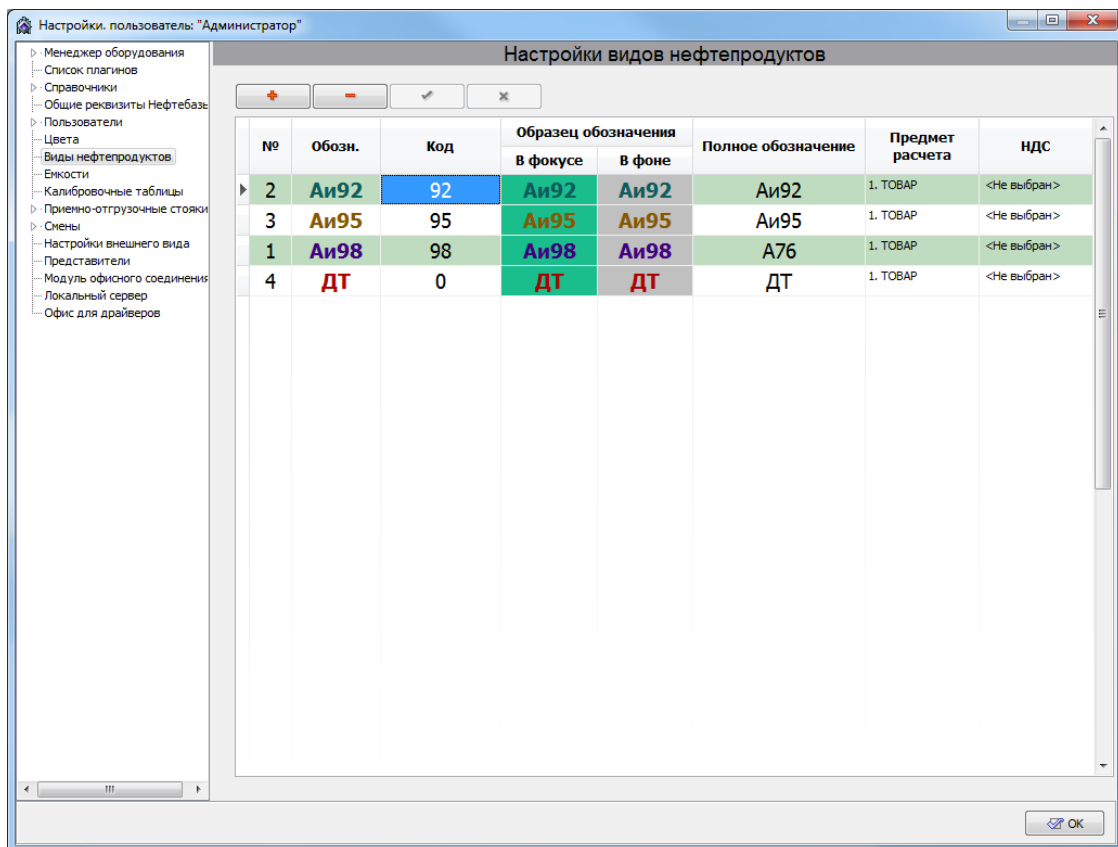 Настройки. пользователь: "Администратор"
Менеджер оборудования
Список плагинов
Справочники
Общие реквизиты Нефтебазь
Пользователи
Цвета
Виды нефтепродуктов
Емкости
Калибровочные таблицы
Приемно-отгрузочные стояки
Смены
Настройки внешнего вида
Представители
Модуль офисного соединения
Локальный сервер
Офис для драйверов
Настройки видов нефтепродуктов
№ Обозн. Код Образец обозначения Полное обозначение Предмет расчета НДС
В фокусе В фоне
2 Аи92 92 Аи92 Аи92 Аи92 1. ТОВАР <Не выбран>
3 Аи95 95 Аи95 Аи95 Аи95 1. ТОВАР <Не выбран>
1 Аи98 98 Аи98 Аи98 А76 1. ТОВАР <Не выбран>
4 ДТ 0 ДТ ДТ ДТ 1. ТОВАР <Не выбран>
OK